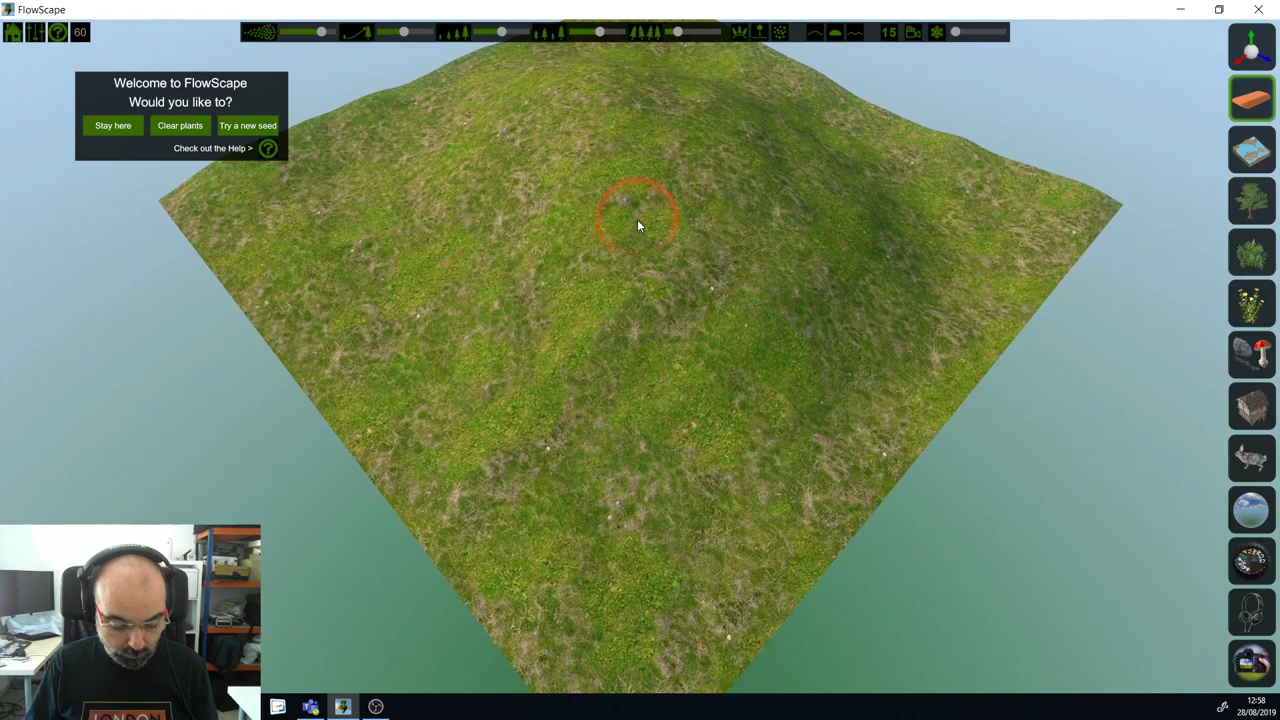 FlowScape
60
15
Welcome to FlowScape
Would you like to?
Stay here
Clear plants
Try a new seed
Check out the Help >
?
LONDON
12:58
28/08/2019